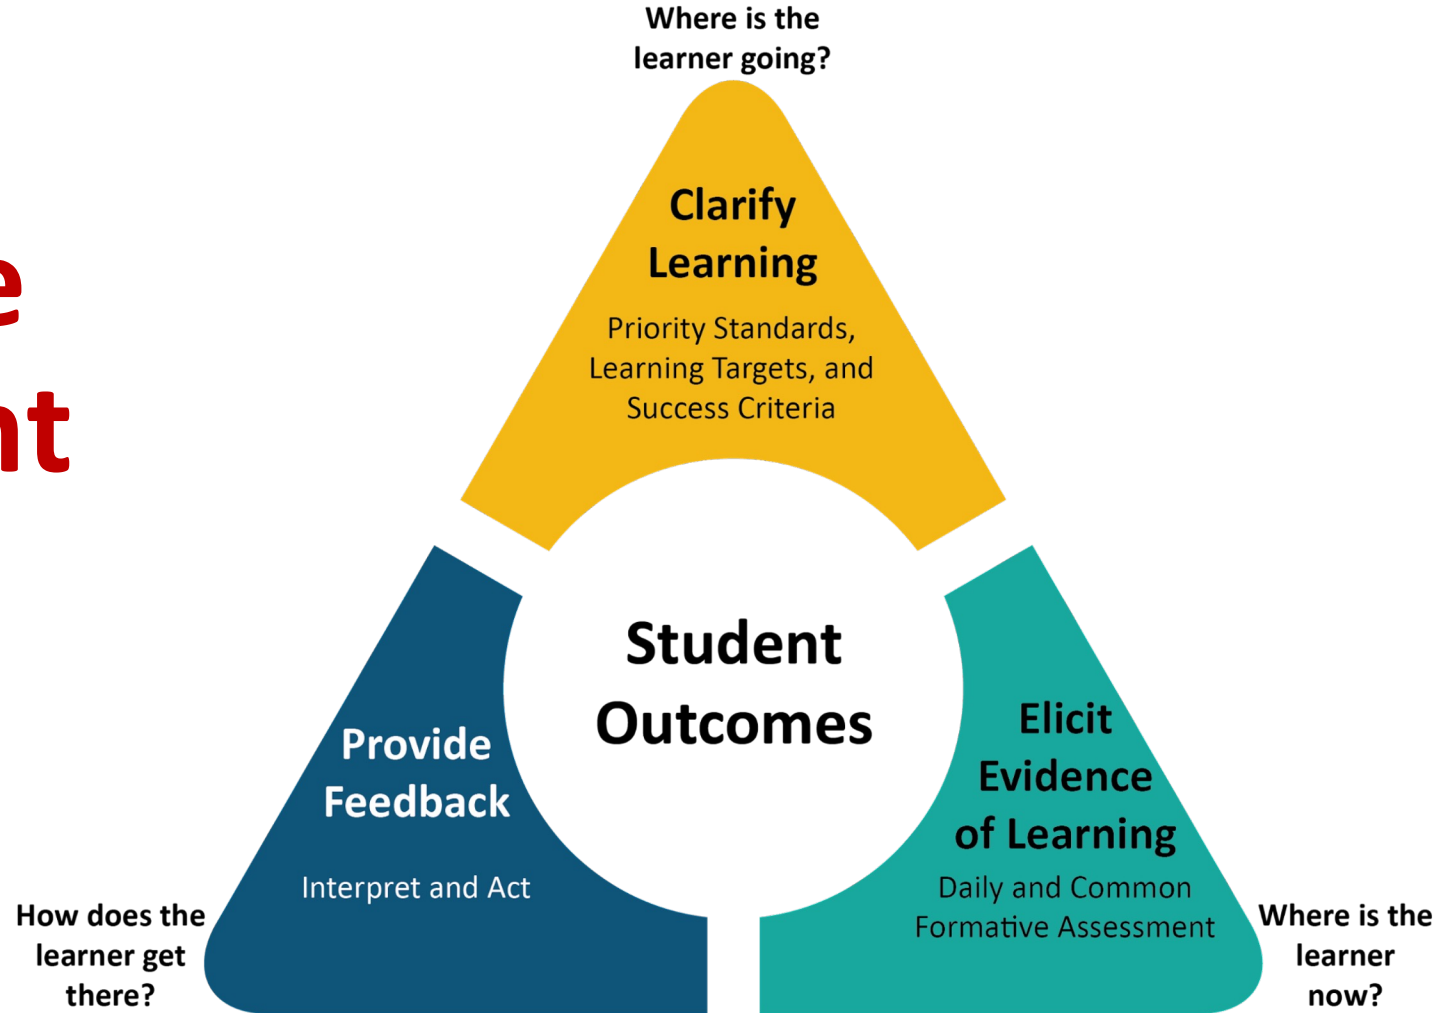 Where is the
learner going?
Clarify
Learning
Priority Standards,
Learning Targets, and
Success Criteria
Student
Outcomes
Provide
Feedback
Interpret and Act
Elicit
Evidence
of Learning
Daily and Common
Formative Assessment
How does the
learner get
there?
Where is the
learner
now?